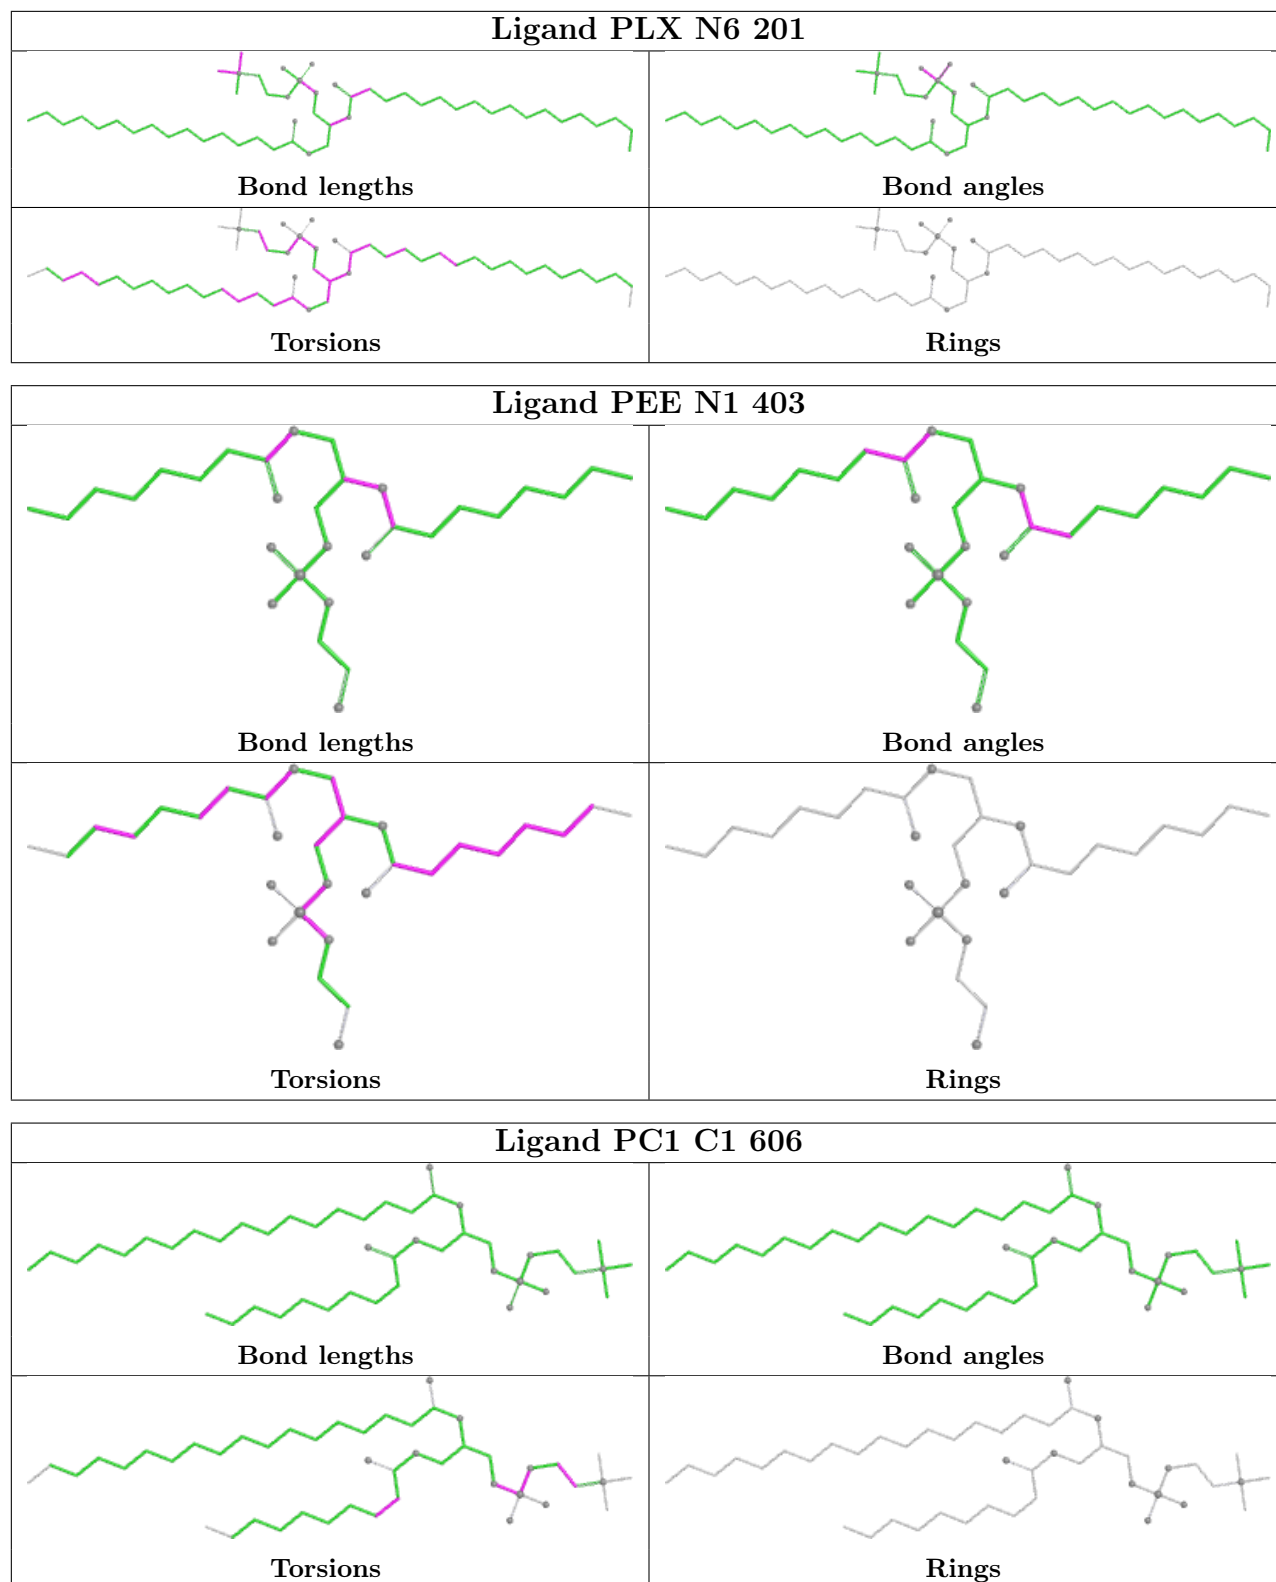 Ligand PLX N6 201
Bond lengths
Bond angles
Torsions
Rings
Ligand PEE N1 403
Bond lengths
Bond angles
Torsions
Rings
Ligand PC1 C1 606
Bond lengths
Bond angles
Torsions
Rings